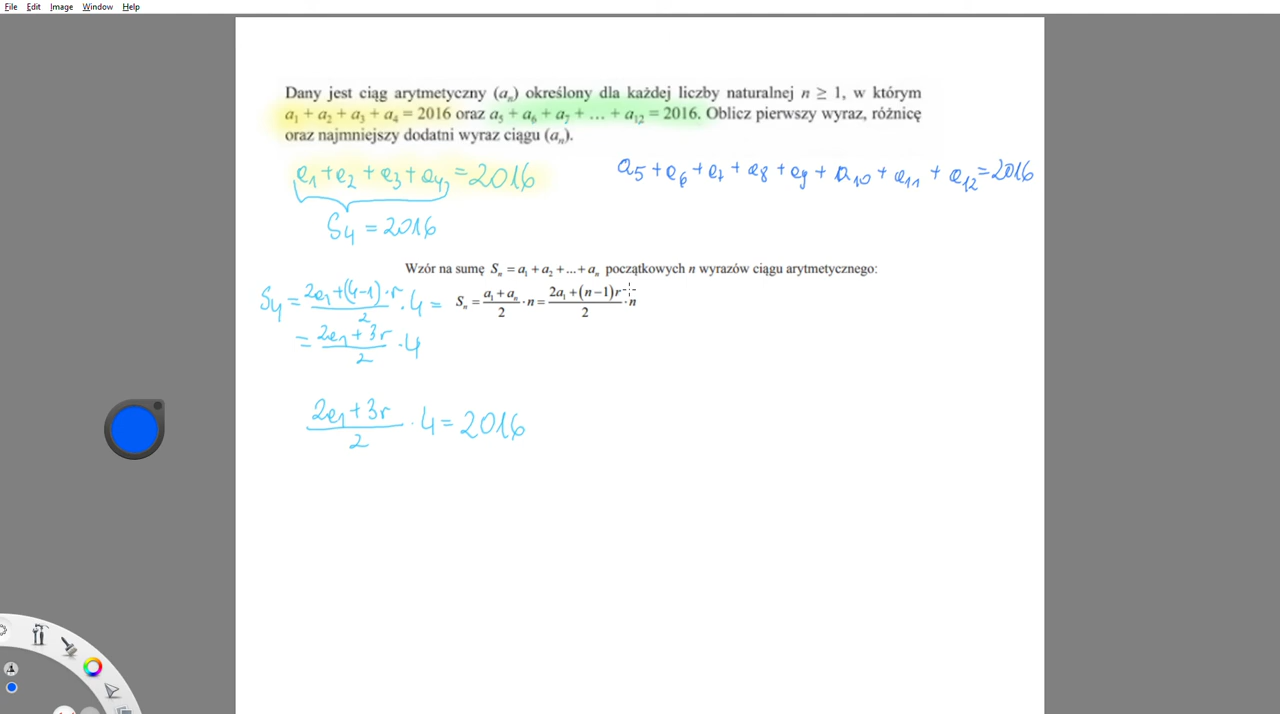 File Edit Image Window Help
Dany jest ciąg arytmetyczny (aₙ) określony dla każdej liczby naturalnej n ≥ 1, w którym
a₁ + a₂ + a₃ + a₄ = 2016 oraz a₅ + a₆ + a₇ + … + a₁₂ = 2016. Oblicz pierwszy wyraz, różnicę
oraz najmniejszy dodatni wyraz ciągu (aₙ).
a₁ + a₂ + a₃ + a₄ = 2016
a₅ + a₆ + a₇ + a₈ + a₉ + a₁₀ + a₁₁ + a₁₂ = 2016
S₄ = 2016
Wzór na sumę Sₙ = a₁ + a₂ + ... + aₙ początkowych n wyrazów ciągu arytmetycznego:
S₄ = (2a₁ + (4-1)·r)/2 · 4 =
Sₙ = (a₁ + aₙ)/2 · n = (2a₁ + (n−1)r)/2 · n
= (2a₁ + 3r)/2 · 4
(2a₁ + 3r)/2 · 4 = 2016